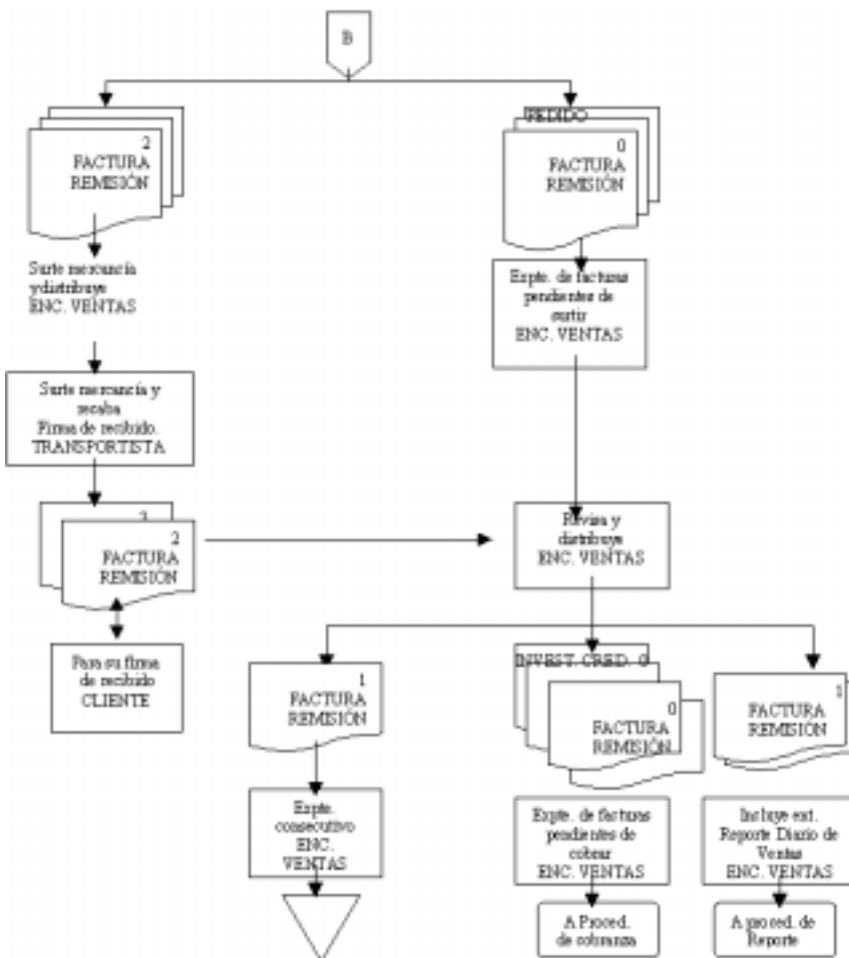 B
2
FACTURA
REMISIÓN
PEDIDO
0
FACTURA
REMISIÓN
Surte mercancía
ydistribuye
ENC. VENTAS
Expte. de facturas
pendientes de
surtir
ENC. VENTAS
Surte mercancía y
recaba
Firma de recibido.
TRANSPORTISTA
2
FACTURA
REMISIÓN
Revisa y
distribuye
ENC. VENTAS
Para su firma
de recibido
CLIENTE
1
FACTURA
REMISIÓN
INVEST. CRED. 0
0
FACTURA
REMISIÓN
FACTURA
REMISIÓN
Expte.
consecutivo
ENC.
VENTAS
Expte. de facturas
pendientes de
cobrar
ENC. VENTAS
Incluye ext.
Reporte Diario de
Ventas
ENC. VENTAS
A Proced.
de cobranza
A proced. de
Reporte